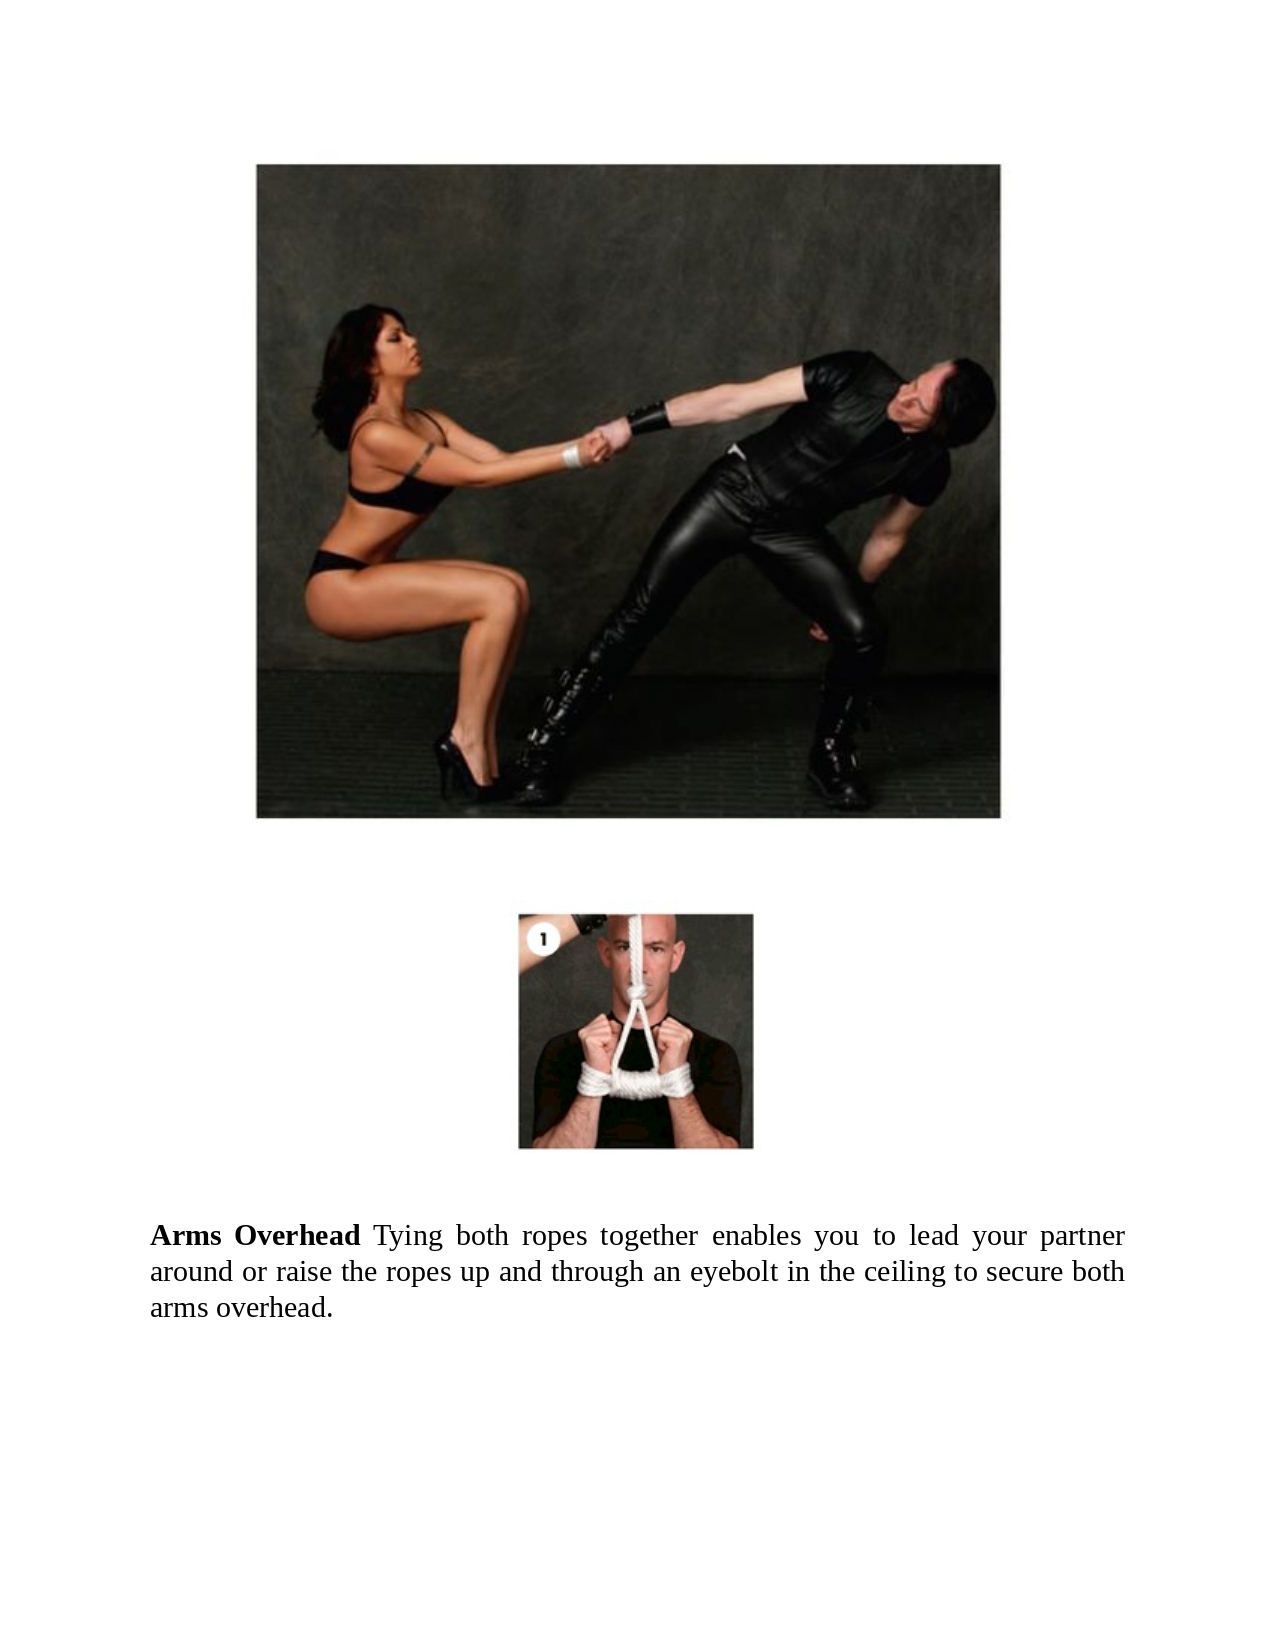 1
Arms Overhead Tying both ropes together enables you to lead your partner
around or raise the ropes up and through an eyebolt in the ceiling to secure both
arms overhead.